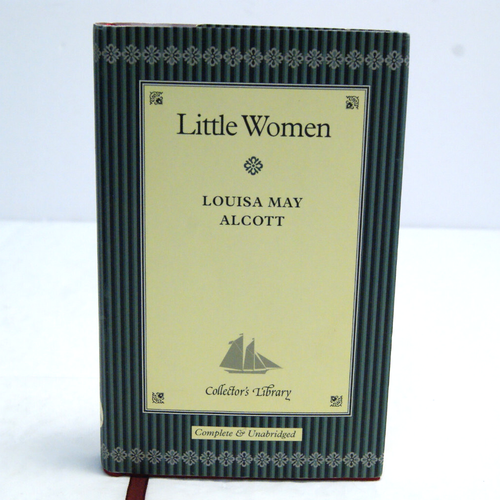 Little Women
LOUISA MAY
ALCOTT
Collector's Library
Complete & Unabridged